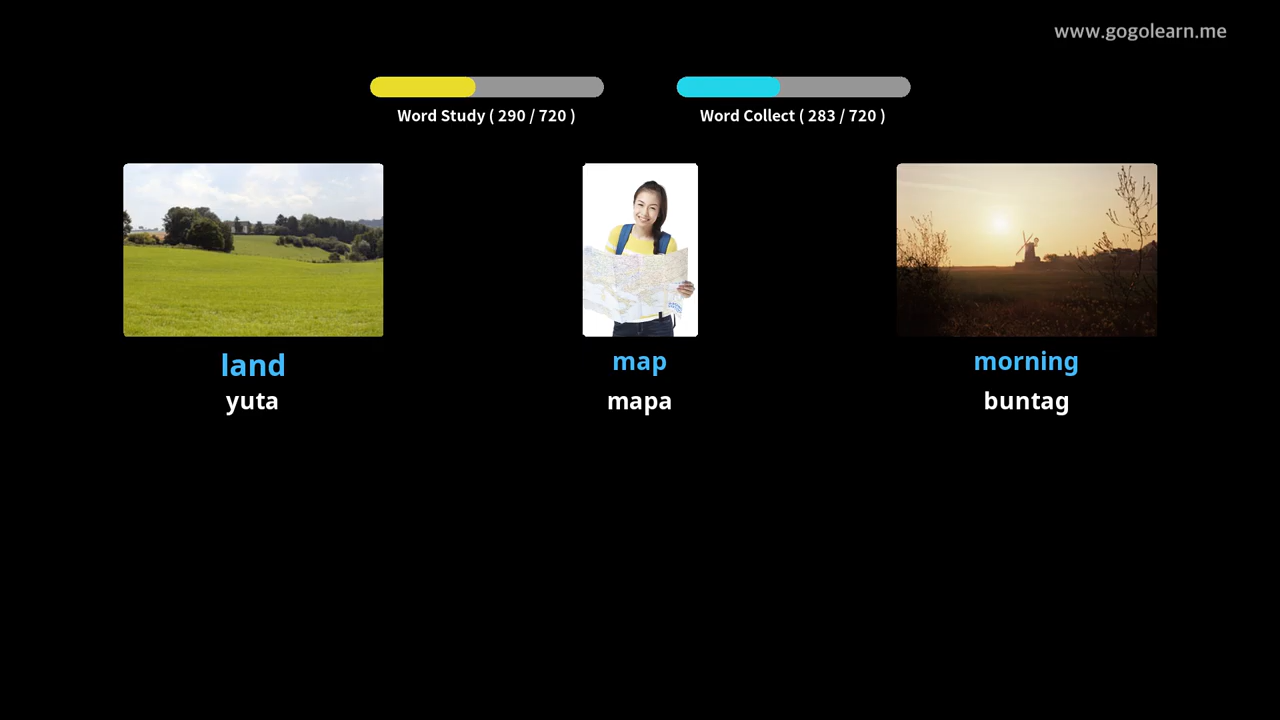 www.gogolearn.me
Word Study ( 290 / 720 )
Word Collect ( 283 / 720 )
land
yuta
map
mapa
morning
buntag